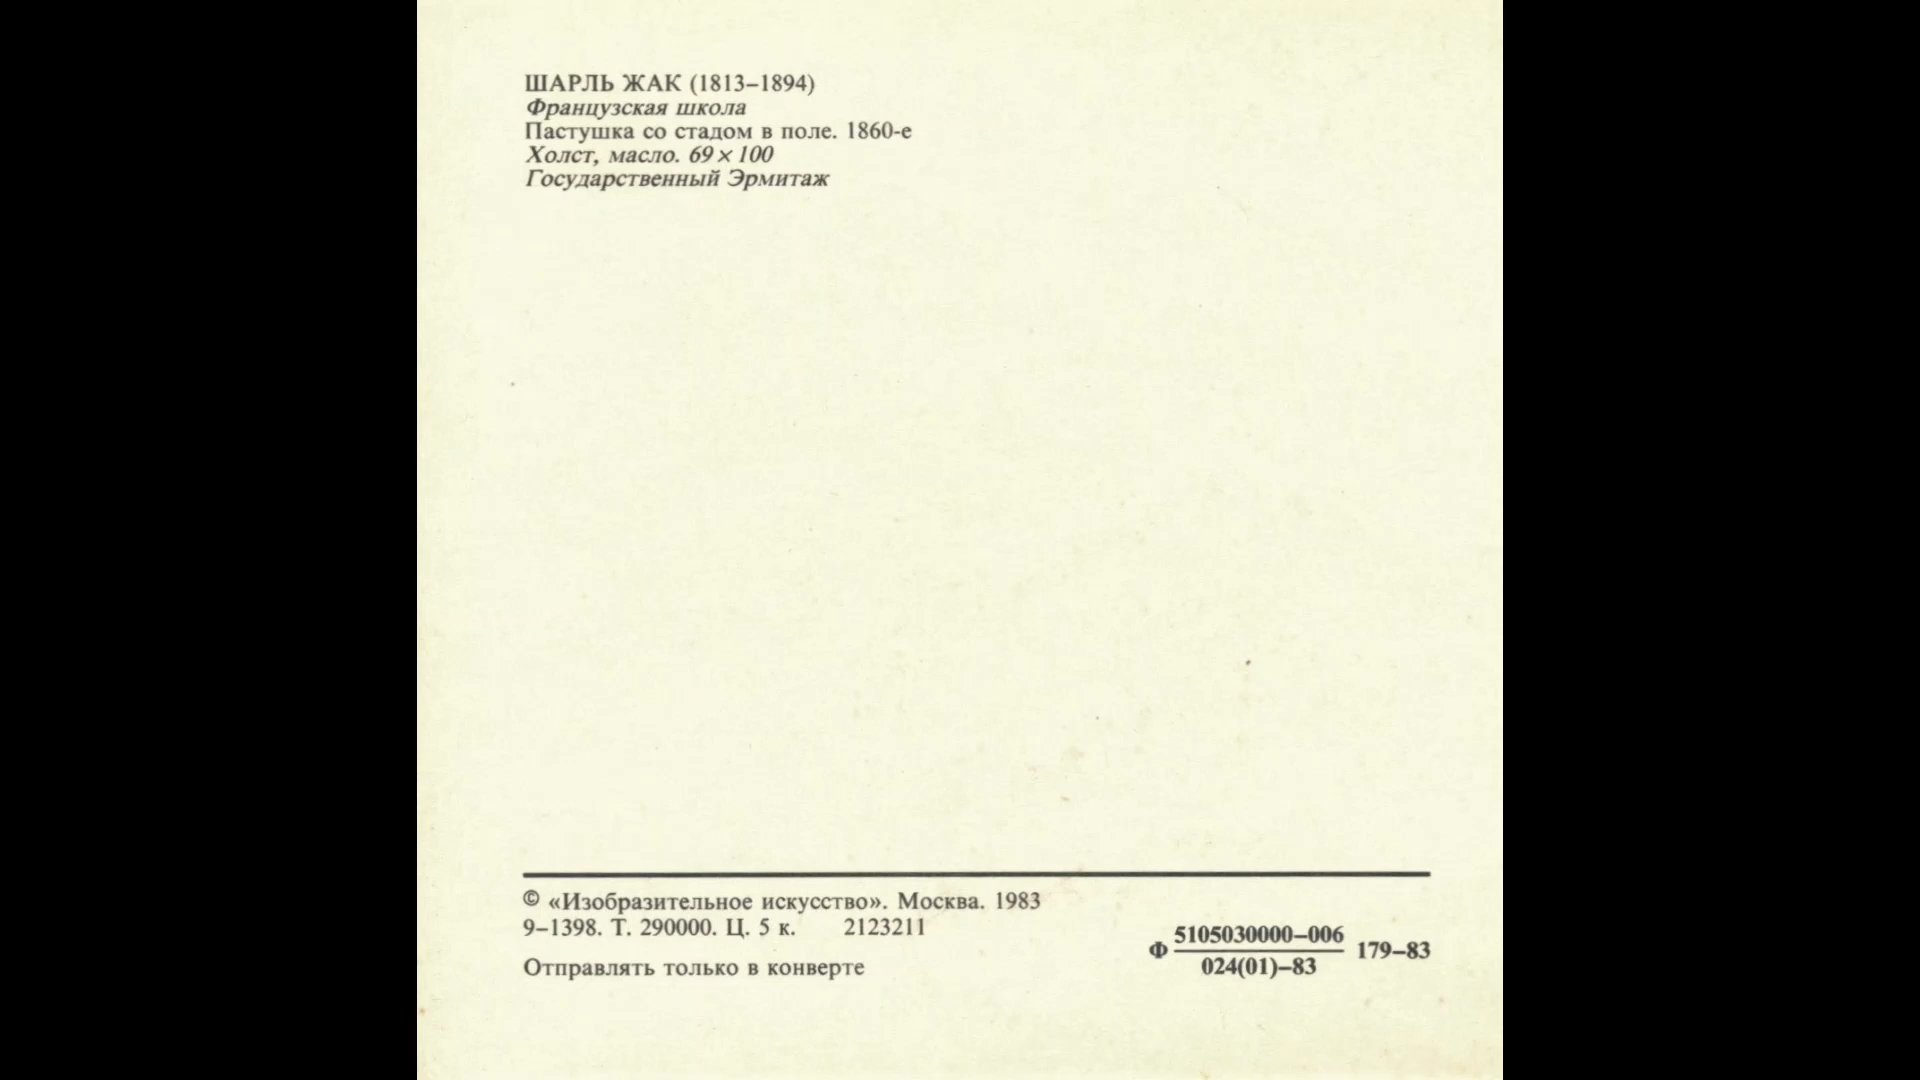 ШАРЛЬ ЖАК (1813–1894)
Французская школа
Пастушка со стадом в поле. 1860-е
Холст, масло. 69 × 100
Государственный Эрмитаж
© «Изобразительное искусство». Москва. 1983
9–1398. Т. 290000. Ц. 5 к. 2123211
Отправлять только в конверте
5105030000–006
Ф 179–83
024(01)–83